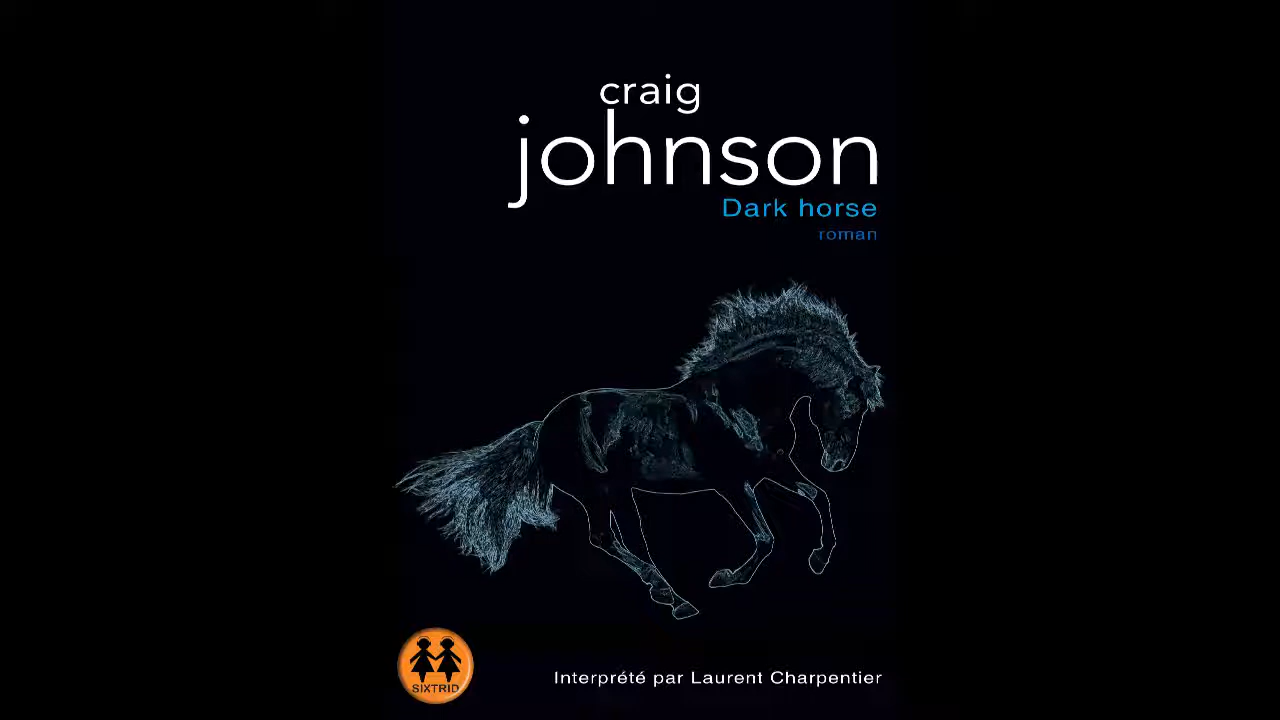 craig
johnson
Dark horse
roman
SIXTRID
Interprété par Laurent Charpentier